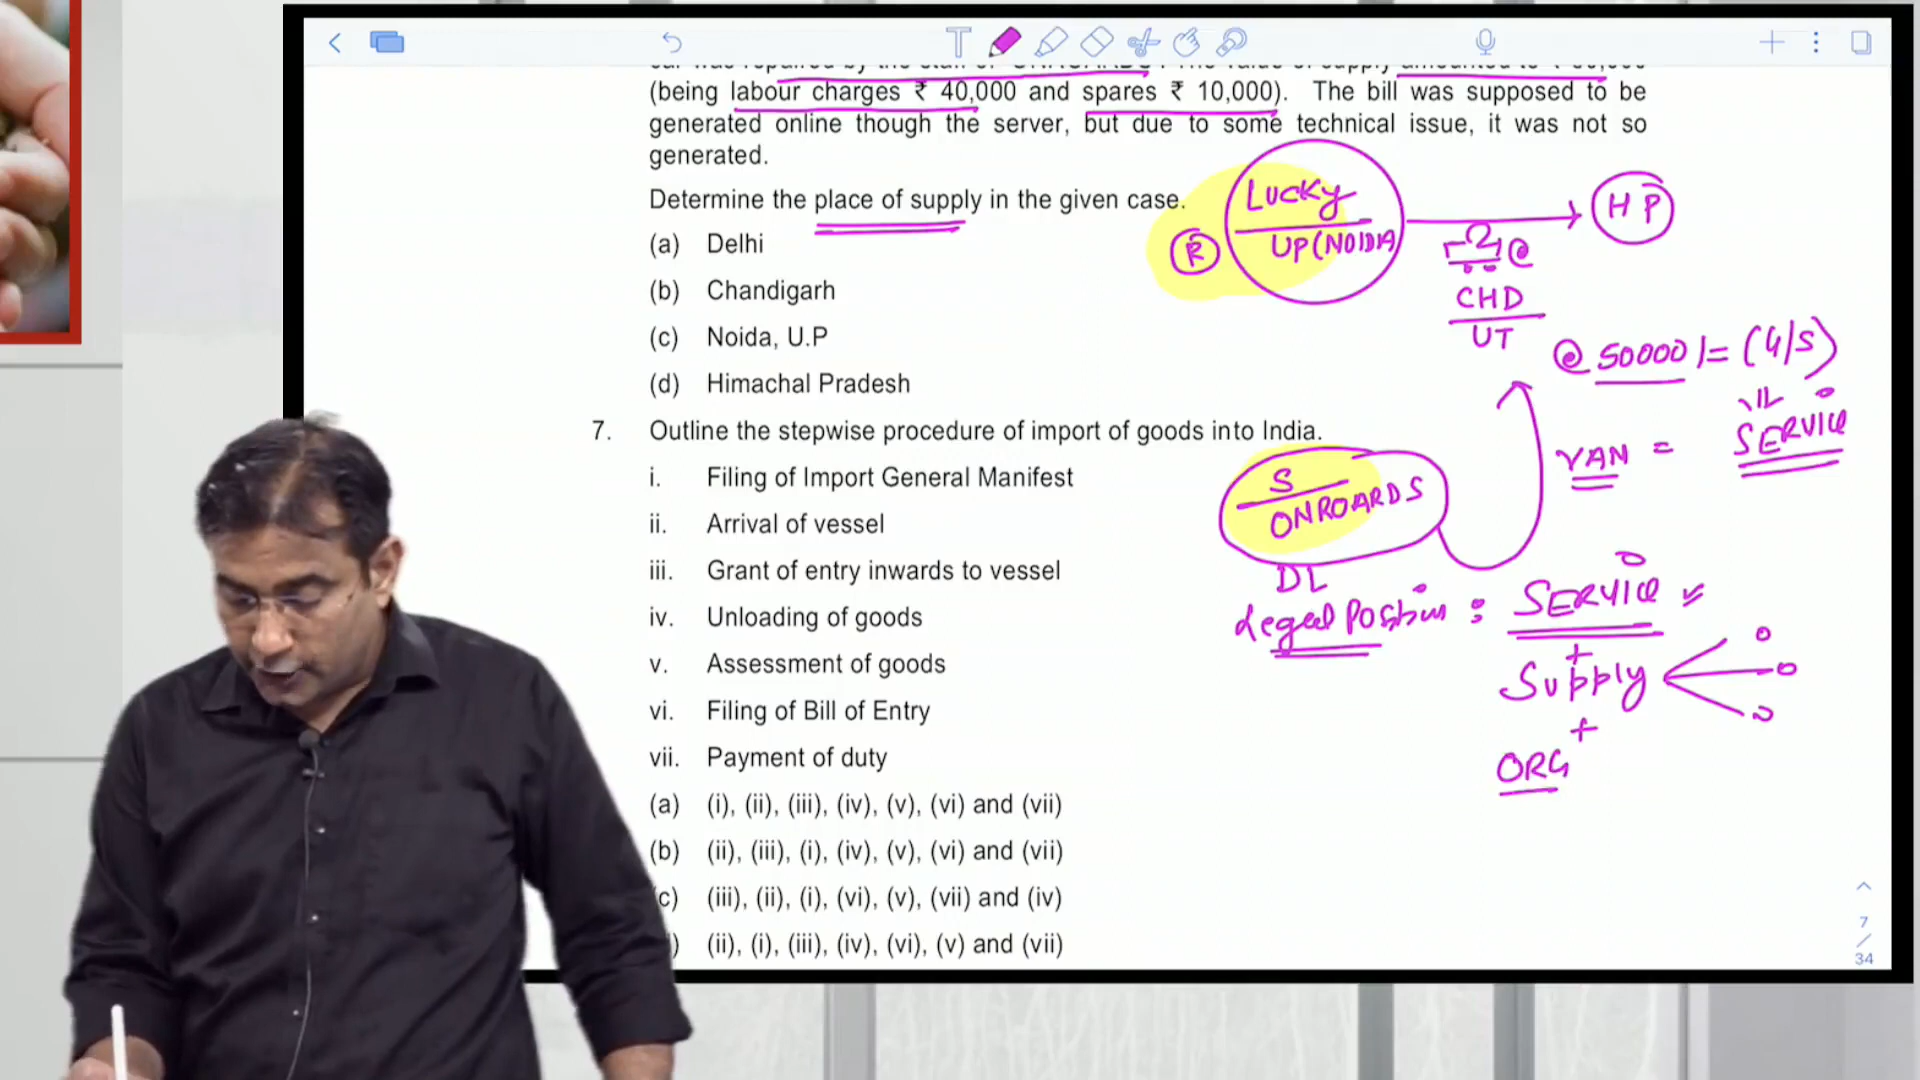 (being labour charges ₹ 40,000 and spares ₹ 10,000). The bill was supposed to be
generated online though the server, but due to some technical issue, it was not so
generated.
Determine the place of supply in the given case.
(a) Delhi
(b) Chandigarh
(c) Noida, U.P
(d) Himachal Pradesh
7. Outline the stepwise procedure of import of goods into India.
i. Filing of Import General Manifest
ii. Arrival of vessel
iii. Grant of entry inwards to vessel
iv. Unloading of goods
v. Assessment of goods
vi. Filing of Bill of Entry
vii. Payment of duty
(a) (i), (ii), (iii), (iv), (v), (vi) and (vii)
(b) (ii), (iii), (i), (iv), (v), (vi) and (vii)
c) (iii), (ii), (i), (vi), (v), (vii) and (iv)
) (ii), (i), (iii), (iv), (vi), (v) and (vii)
LUCKY
UP(NOIDA)
R
HP
@
CHD
UT
@ 50000/= (4/S)
VAN = SERVICE
S
ONROARDS
DL
Legal Position : SERVICE
+
Supply
+
ORG
7
/
34